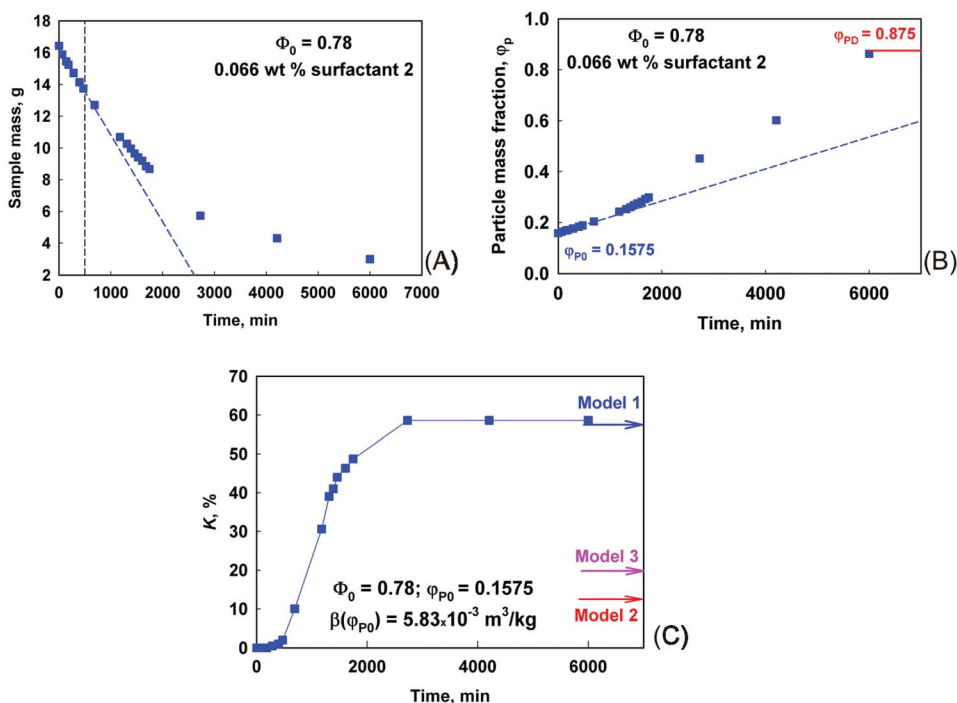 18
16
14
12
10
8
6
4
2
Sample mass, g
Φ₀ = 0.78
0.066 wt % surfactant 2
0 1000 2000 3000 4000 5000 6000 7000
Time, min
(A)
1.0
0.8
0.6
0.4
0.2
0.0
Particle mass fraction, φₚ
Φ₀ = 0.78
0.066 wt % surfactant 2
φ_PD = 0.875
φ_P0 = 0.1575
0 2000 4000 6000
Time, min
(B)
70
60
50
40
30
20
10
0
K, %
Model 1
Model 3
Model 2
Φ₀ = 0.78; φ_P0 = 0.1575
β(φ_P0) = 5.83x10⁻³ m³/kg
0 2000 4000 6000
Time, min
(C)